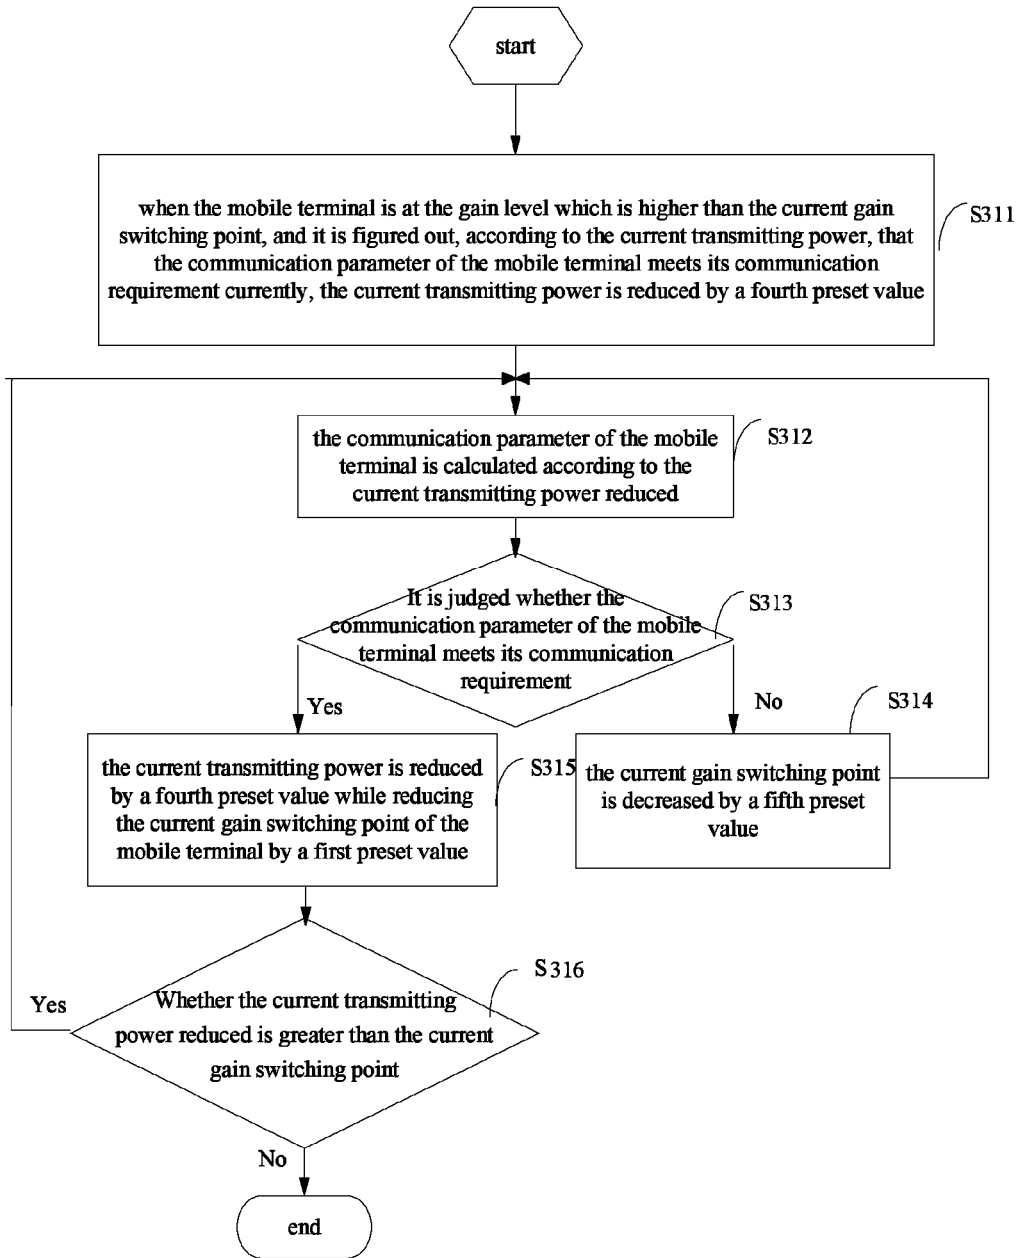 start
when the mobile terminal is at the gain level which is higher than the current gain
switching point, and it is figured out, according to the current transmitting power, that
the communication parameter of the mobile terminal meets its communication
requirement currently, the current transmitting power is reduced by a fourth preset value
S311
the communication parameter of the mobile
terminal is calculated according to the
current transmitting power reduced
S312
It is judged whether the
communication parameter of the mobile
terminal meets its communication
requirement
S313
Yes
No
S314
the current transmitting power is reduced
by a fourth preset value while reducing
the current gain switching point of the
mobile terminal by a first preset value
S315
the current gain switching point
is decreased by a fifth preset
value
S316
Yes
Whether the current transmitting
power reduced is greater than the current
gain switching point
No
end